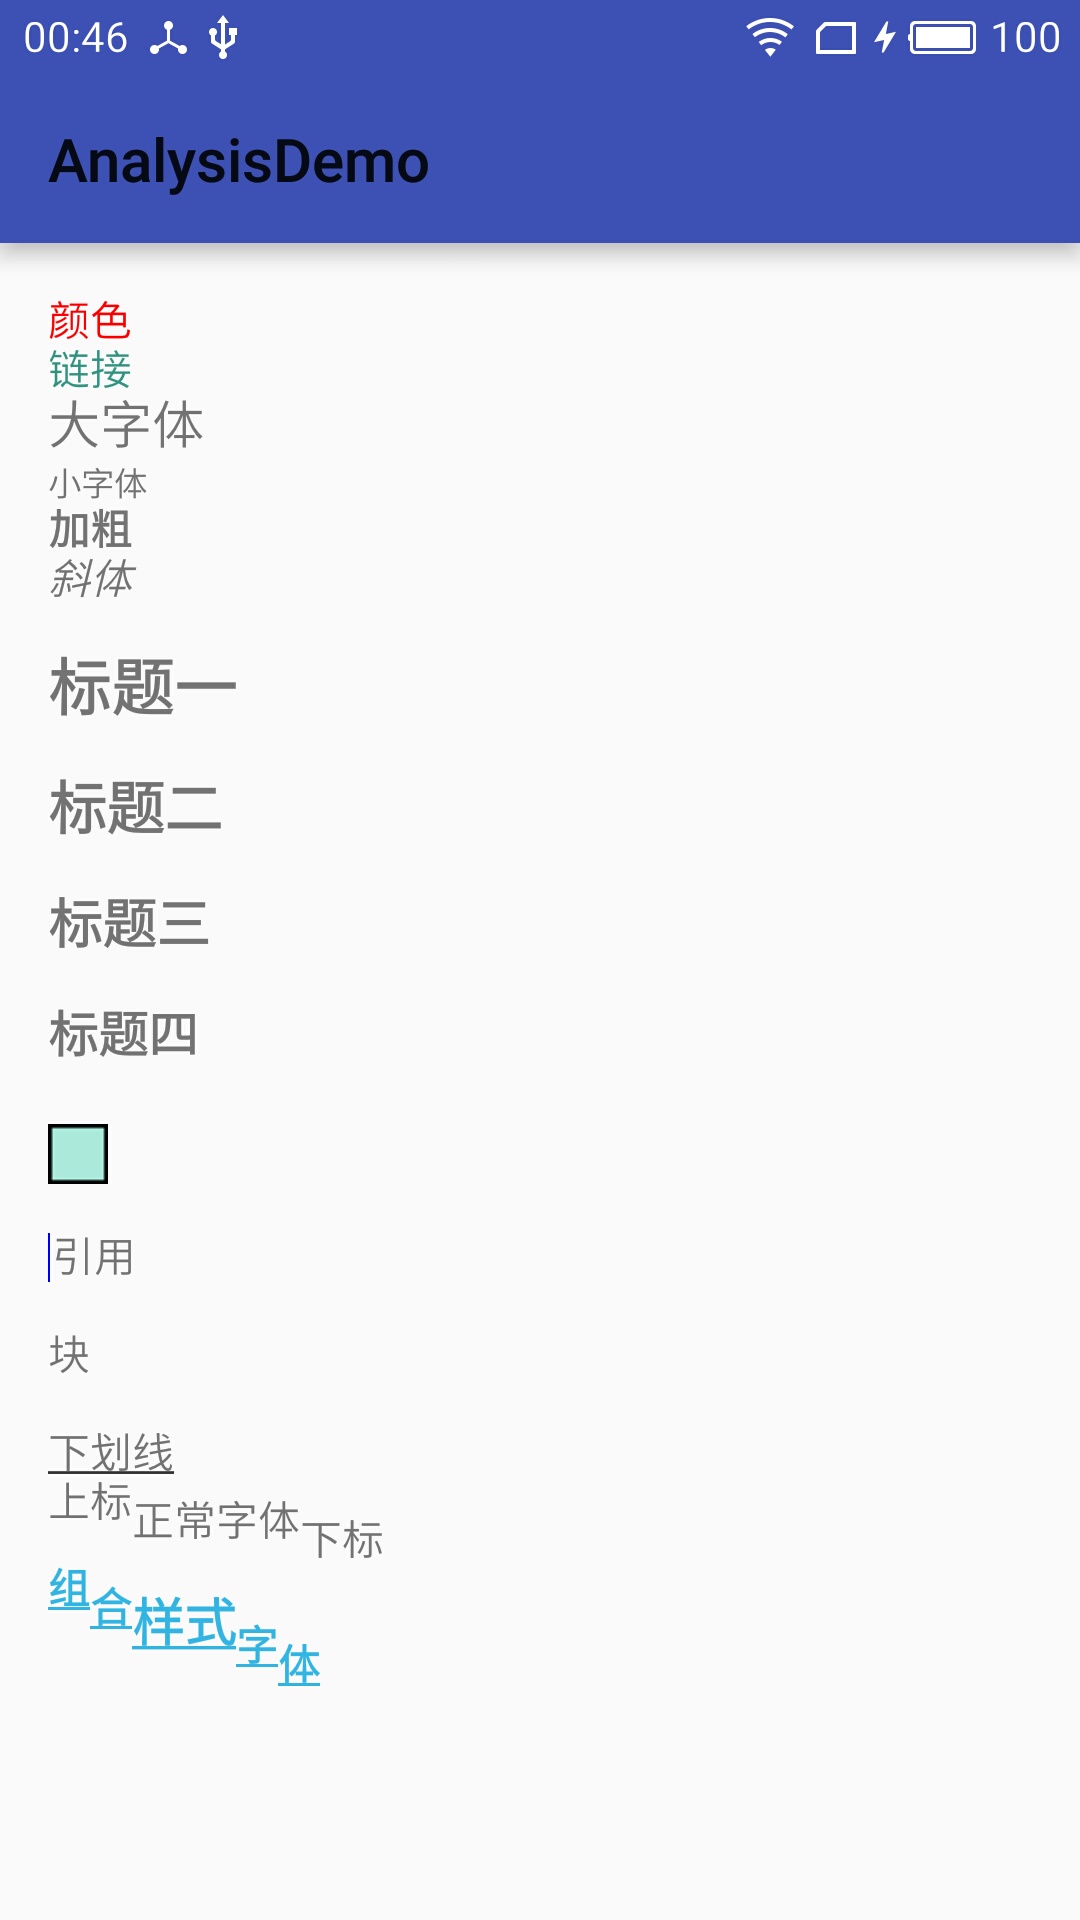 00:46 100
AnalysisDemo
颜色
链接
大字体
小字体
加粗
斜体
标题一
标题二
标题三
标题四
引用
块
下划线
上标正常字体下标
组合样式字体